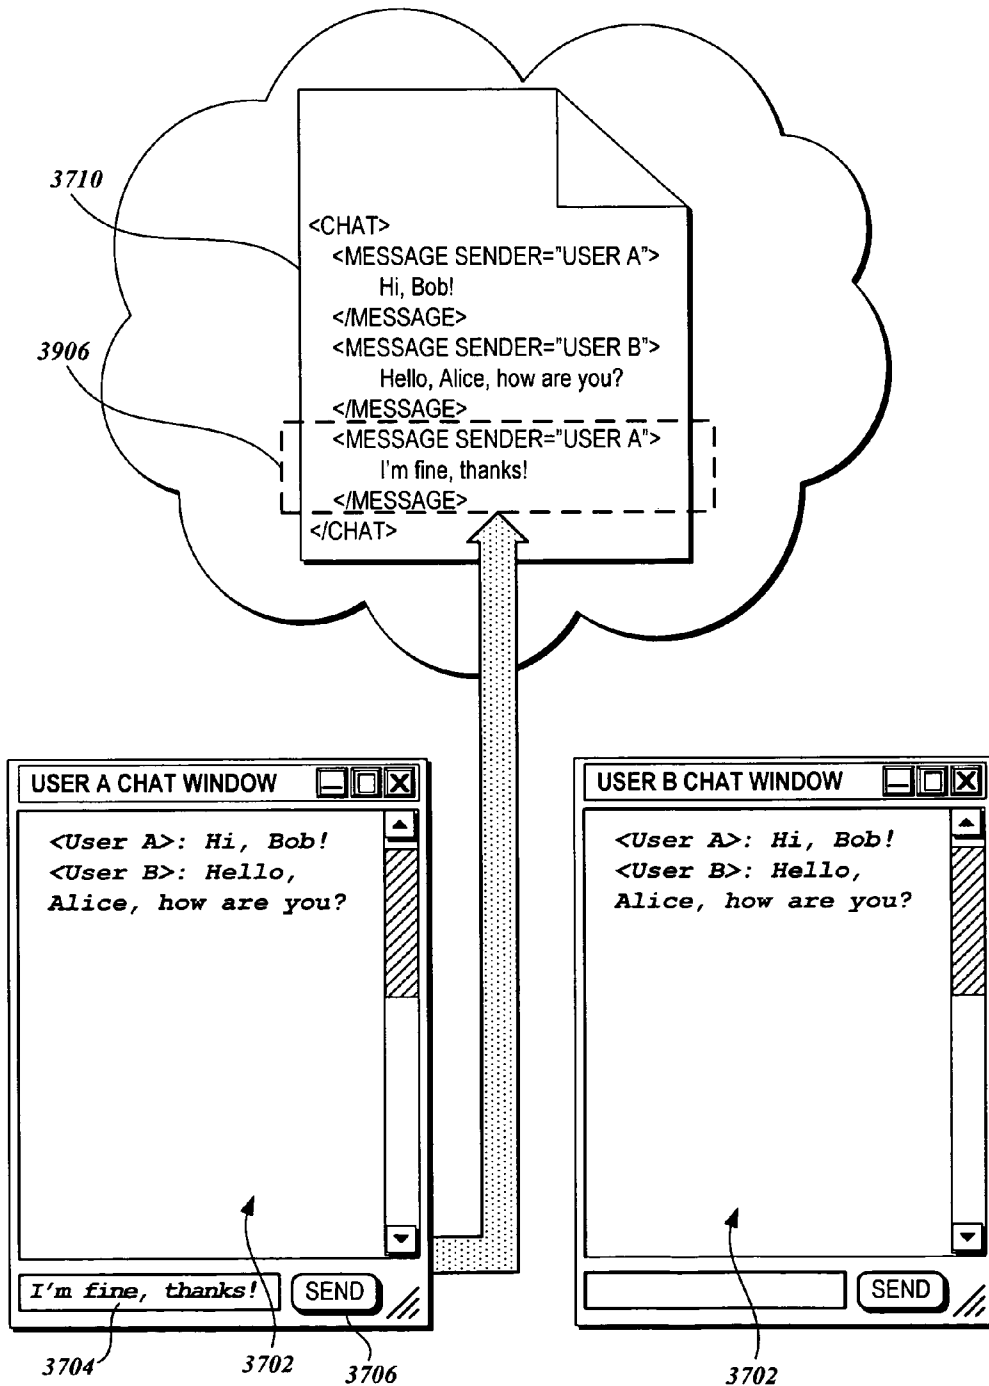 3710
<CHAT>
<MESSAGE SENDER="USER A">
Hi, Bob!
</MESSAGE>
3906
<MESSAGE SENDER="USER B">
Hello, Alice, how are you?
</MESSAGE>
<MESSAGE SENDER="USER A">
I'm fine, thanks!
</MESSAGE>
</CHAT>
USER A CHAT WINDOW
<User A>: Hi, Bob!
<User B>: Hello,
Alice, how are you?
I'm fine, thanks!
SEND
3704
3702
3706
USER B CHAT WINDOW
<User A>: Hi, Bob!
<User B>: Hello,
Alice, how are you?
SEND
3702